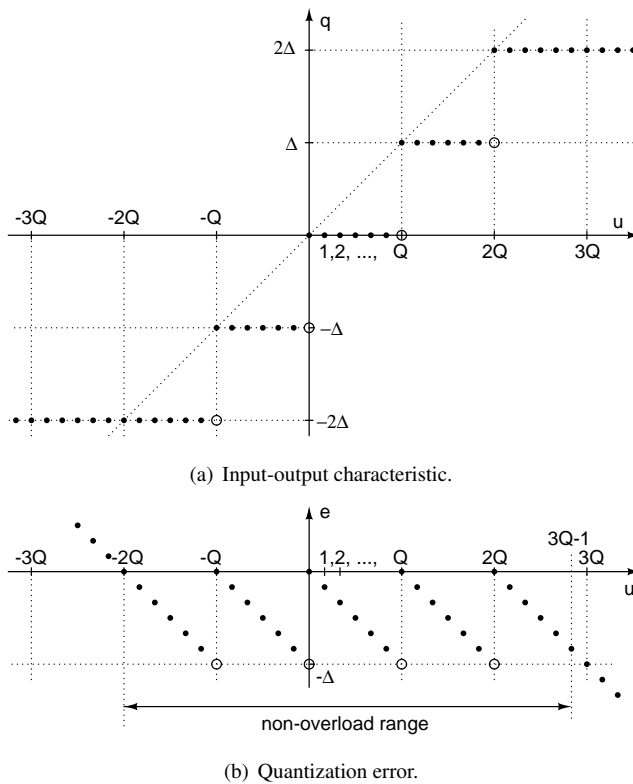 q
2Δ
Δ
-3Q -2Q -Q u
1,2, ..., Q 2Q 3Q
−Δ
−2Δ
(a) Input-output characteristic.
e
3Q-1
-3Q -2Q -Q 1,2, ..., Q 2Q 3Q
u
-Δ
non-overload range
(b) Quantization error.